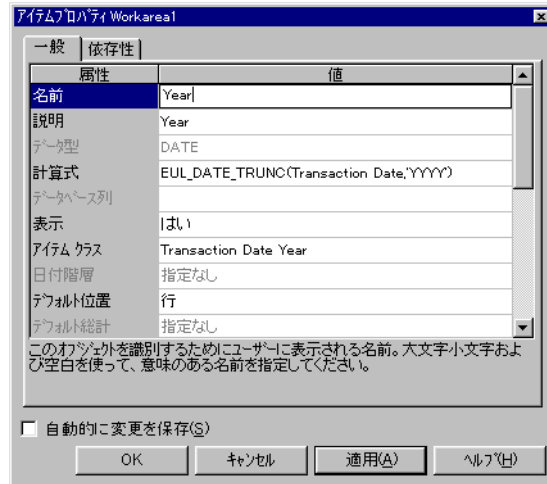 アイテムプロパティ Workarea1
一般 依存性
属性 値
名前 Year
説明 Year
データ型 DATE
計算式 EUL_DATE_TRUNC(Transaction Date,'YYYY')
データベース列
表示 はい
アイテム クラス Transaction Date Year
日付階層 指定なし
デフォルト位置 行
デフォルト総計 指定なし
このオブジェクトを識別するためにユーザーに表示される名前。大文字小文字およ
び空白を使って、意味のある名前を指定してください。
自動的に変更を保存(S)
OK キャンセル 適用(A) ヘルプ(H)